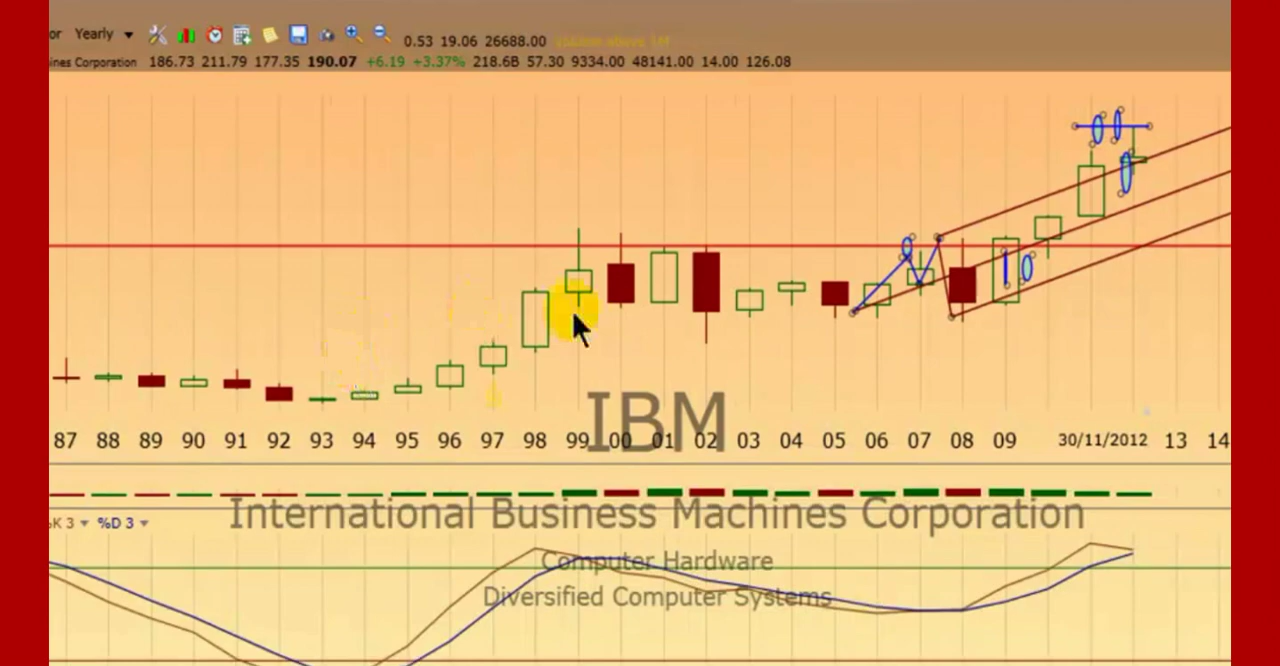 or Yearly
0.53 19.06 26688.00
ines Corporation 186.73 211.79 177.35 190.07 +6.19 +3.37% 218.6B 57.30 9334.00 48141.00 14.00 126.08
IBM
87 88 89 90 91 92 93 94 95 96 97 98 99 00 01 02 03 04 05 06 07 08 09 30/11/2012 13 14
International Business Machines Corporation
K 3 %D 3
Computer Hardware
Diversified Computer Systems